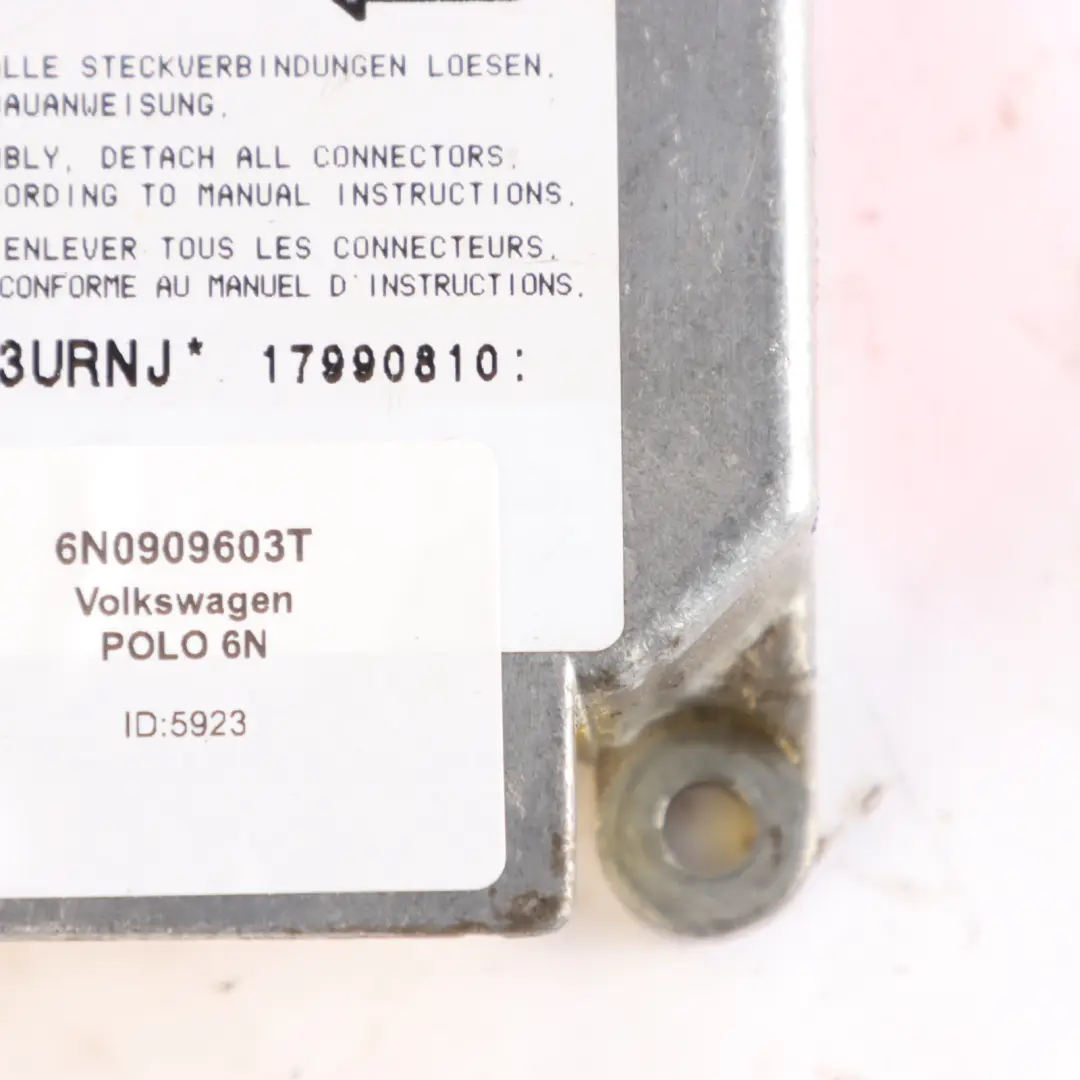 LLE STECKVERBINDUNGEN LOESEN.
AUANWEISUNG.
BLY, DETACH ALL CONNECTORS.
ORDING TO MANUAL INSTRUCTIONS.
ENLEVER TOUS LES CONNECTEURS.
CONFORME AU MANUEL D'INSTRUCTIONS.
3URNJ* 17990810:
6N0909603T
Volkswagen
POLO 6N
ID:5923